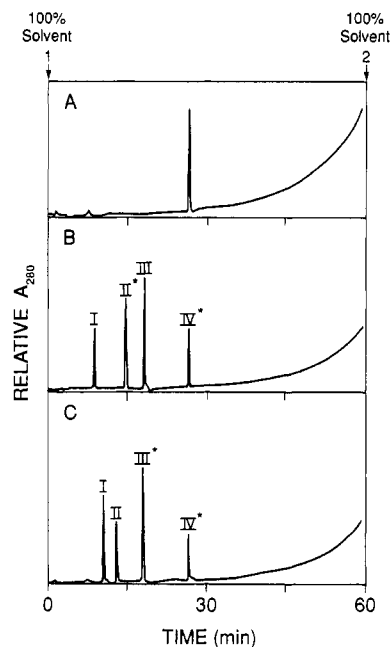 100%
Solvent
1
100%
Solvent
2
A
B
I
II*
III
IV*
C
I
II
III*
IV*
RELATIVE A280
0
30
60
TIME (min)